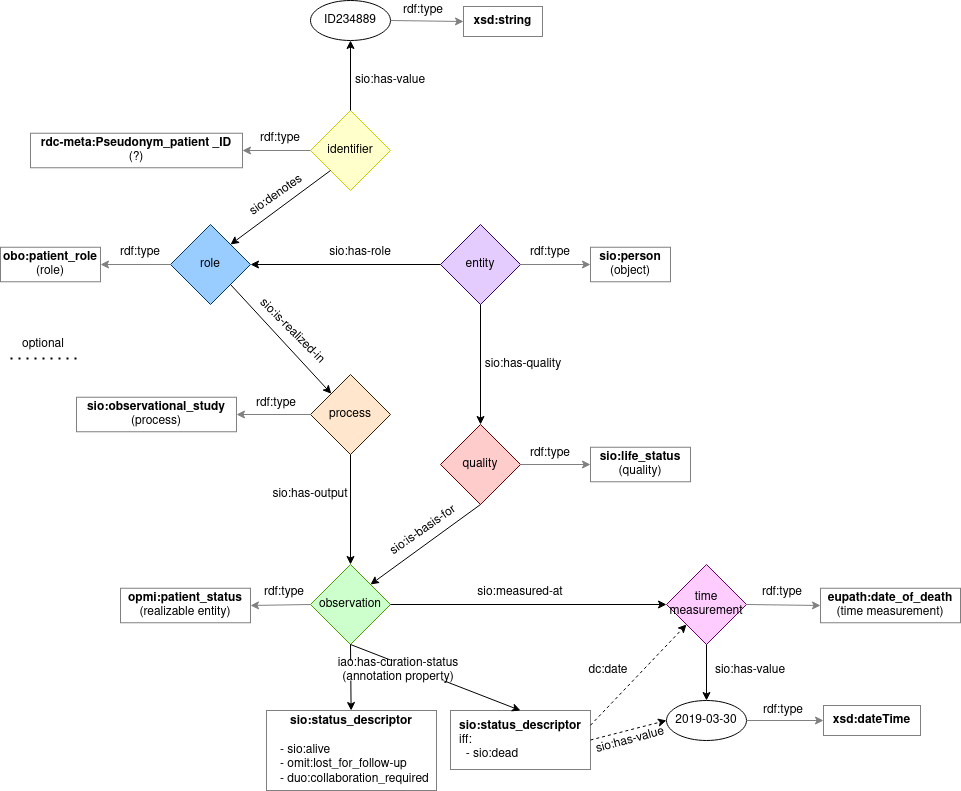 ID234889
rdf:type
xsd:string
sio:has-value
rdc-meta:Pseudonym_patient _ID
(?)
rdf:type
identifier
sio:denotes
obo:patient_role
(role)
rdf:type
role
sio:has-role
entity
rdf:type
sio:person
(object)
sio:is-realized-in
optional
sio:has-quality
sio:observational_study
(process)
rdf:type
process
quality
rdf:type
sio:life_status
(quality)
sio:has-output
sio:is-basis-for
opmi:patient_status
(realizable entity)
rdf:type
observation
sio:measured-at
time
measurement
rdf:type
eupath:date_of_death
(time measurement)
iao:has-curation-status
(annotation property)
dc:date
sio:has-value
sio:status_descriptor
- sio:alive
- omit:lost_for_follow-up
- duo:collaboration_required
sio:status_descriptor
iff:
- sio:dead
sio:has-value
2019-03-30
rdf:type
xsd:dateTime